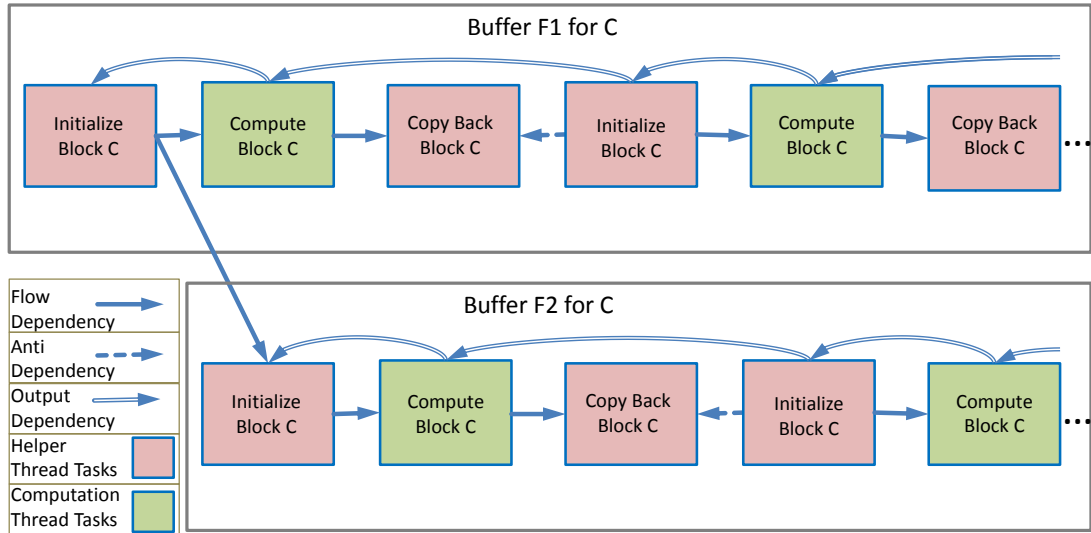 Buffer F1 for C
Initialize
Block C
Compute
Block C
Copy Back
Block C
Initialize
Block C
Compute
Block C
Copy Back
Block C
...
Flow
Dependency
Anti
Dependency
Output
Dependency
Helper
Thread Tasks
Computation
Thread Tasks
Buffer F2 for C
Initialize
Block C
Compute
Block C
Copy Back
Block C
Initialize
Block C
Compute
Block C
...